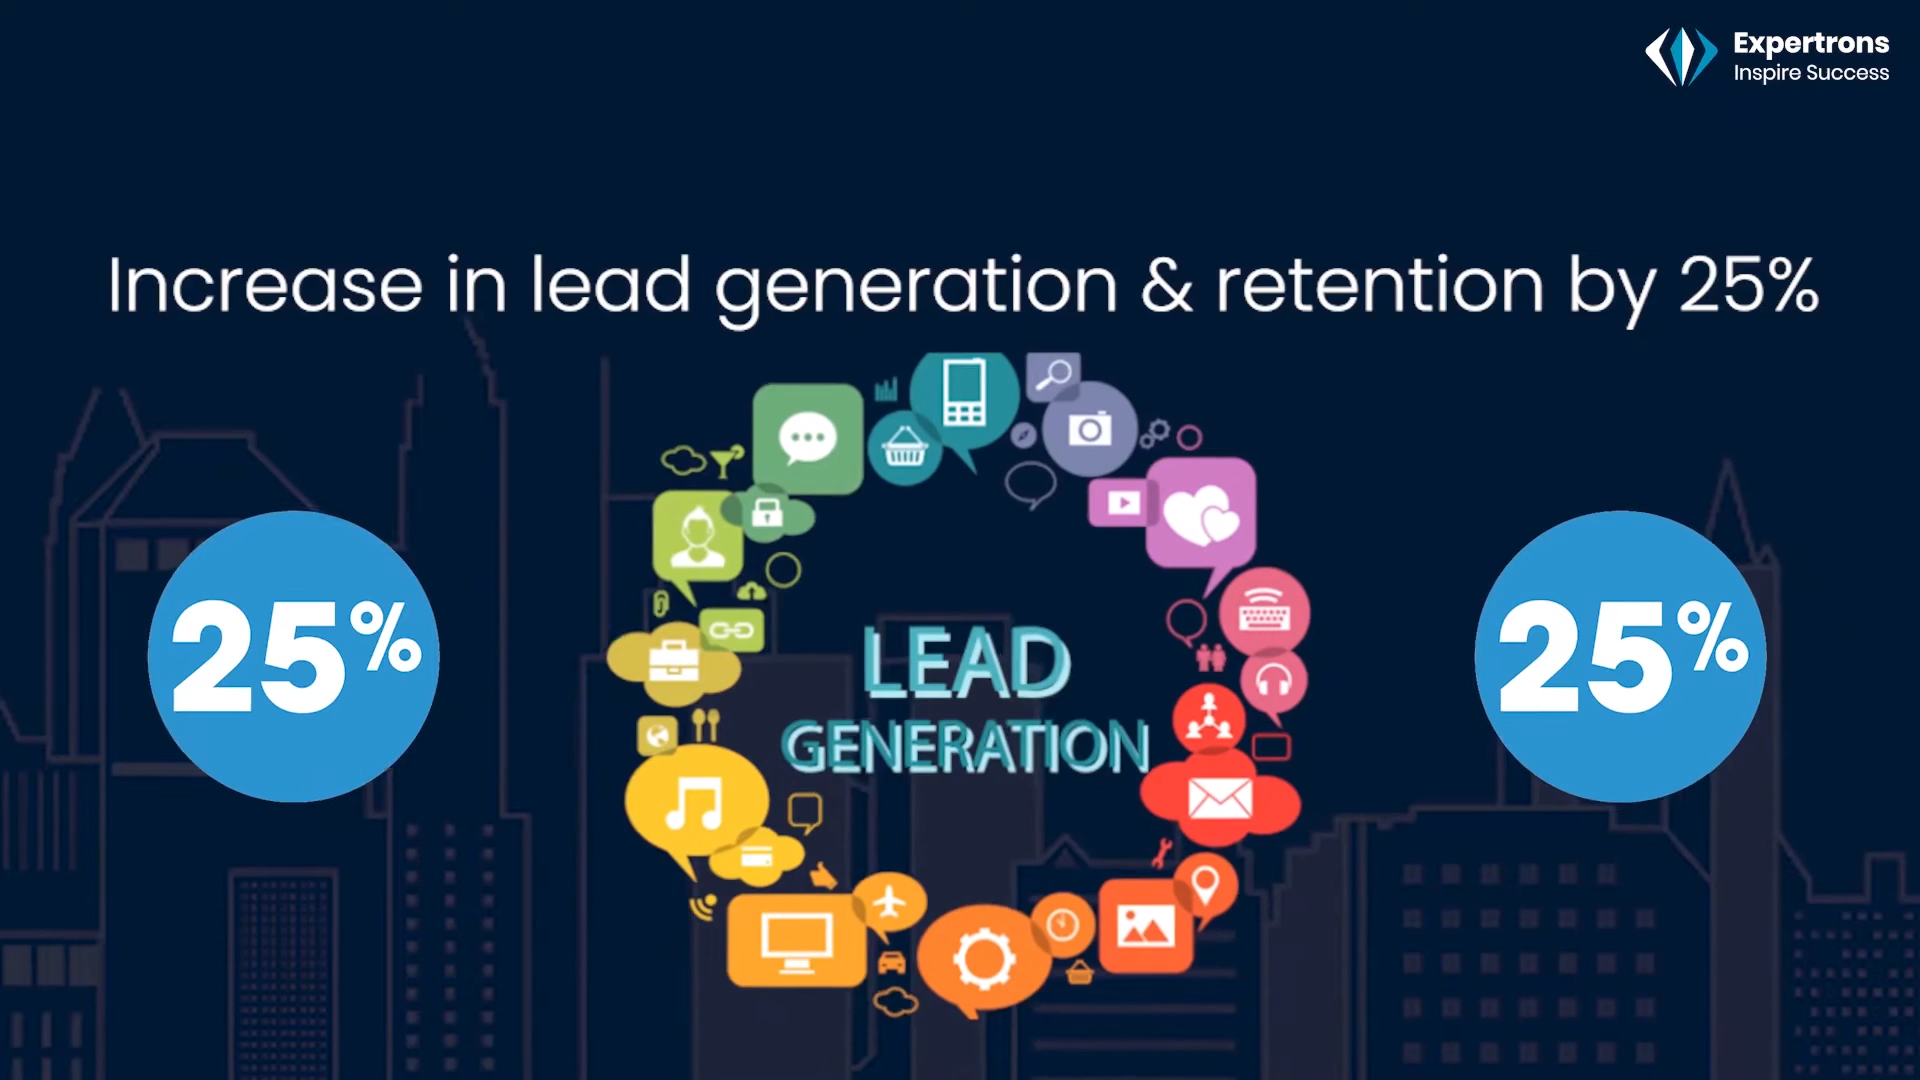 Expertrons
Inspire Success
Increase in lead generation & retention by 25%
25%
LEAD
GENERATION
25%